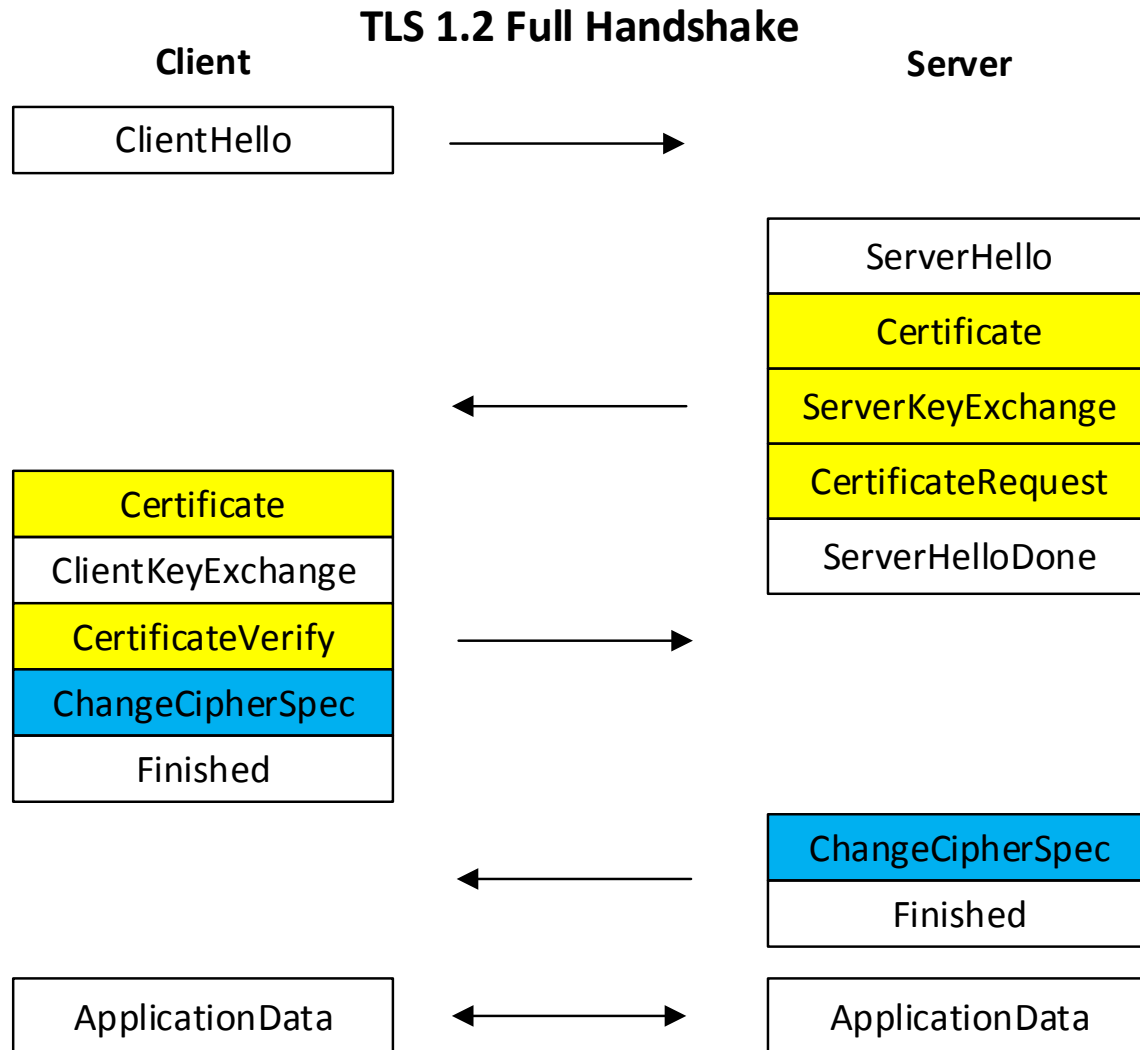 TLS 1.2 Full Handshake
Client
Server
ClientHello
ServerHello
Certificate
ServerKeyExchange
CertificateRequest
ServerHelloDone
Certificate
ClientKeyExchange
CertificateVerify
ChangeCipherSpec
Finished
ChangeCipherSpec
Finished
ApplicationData
ApplicationData